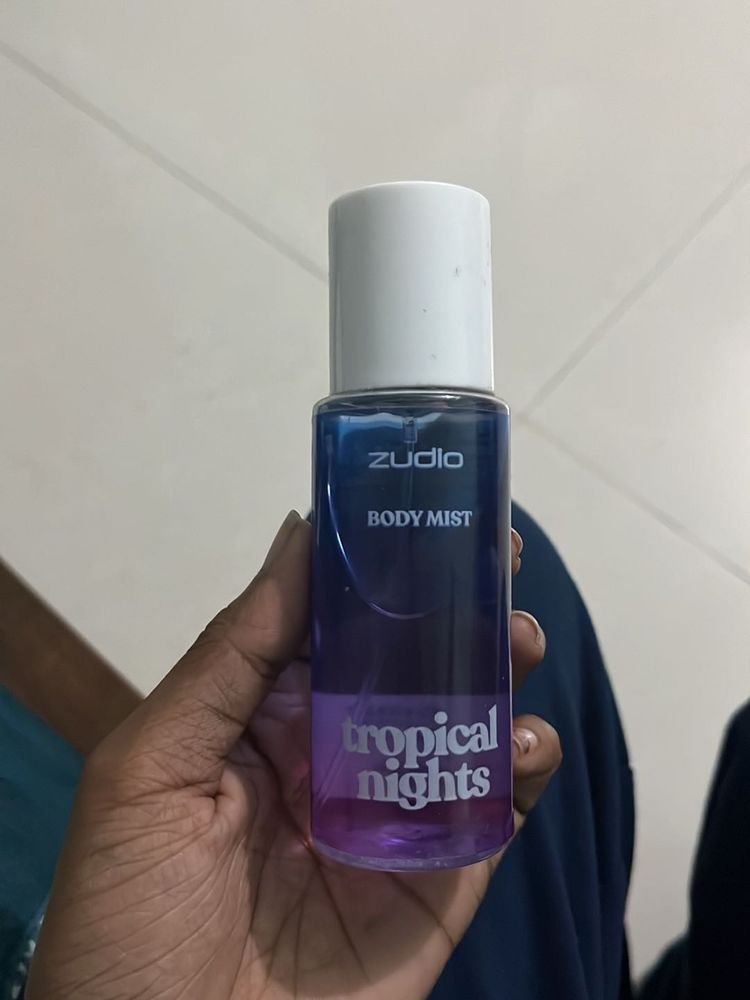 zudio
BODY MIST
tropical
nights